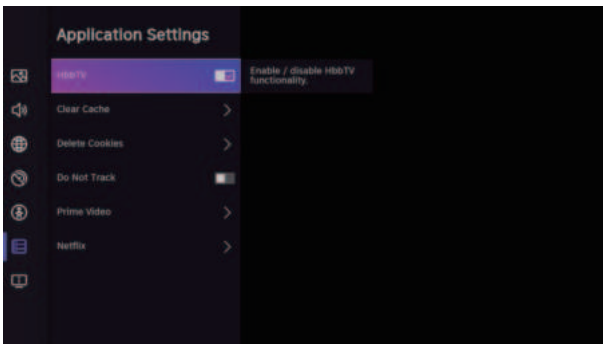 Application Settings
HbbTV
Enable / disable HbbTV
functionality.
Clear Cache
Delete Cookies
Do Not Track
Prime Video
Netflix